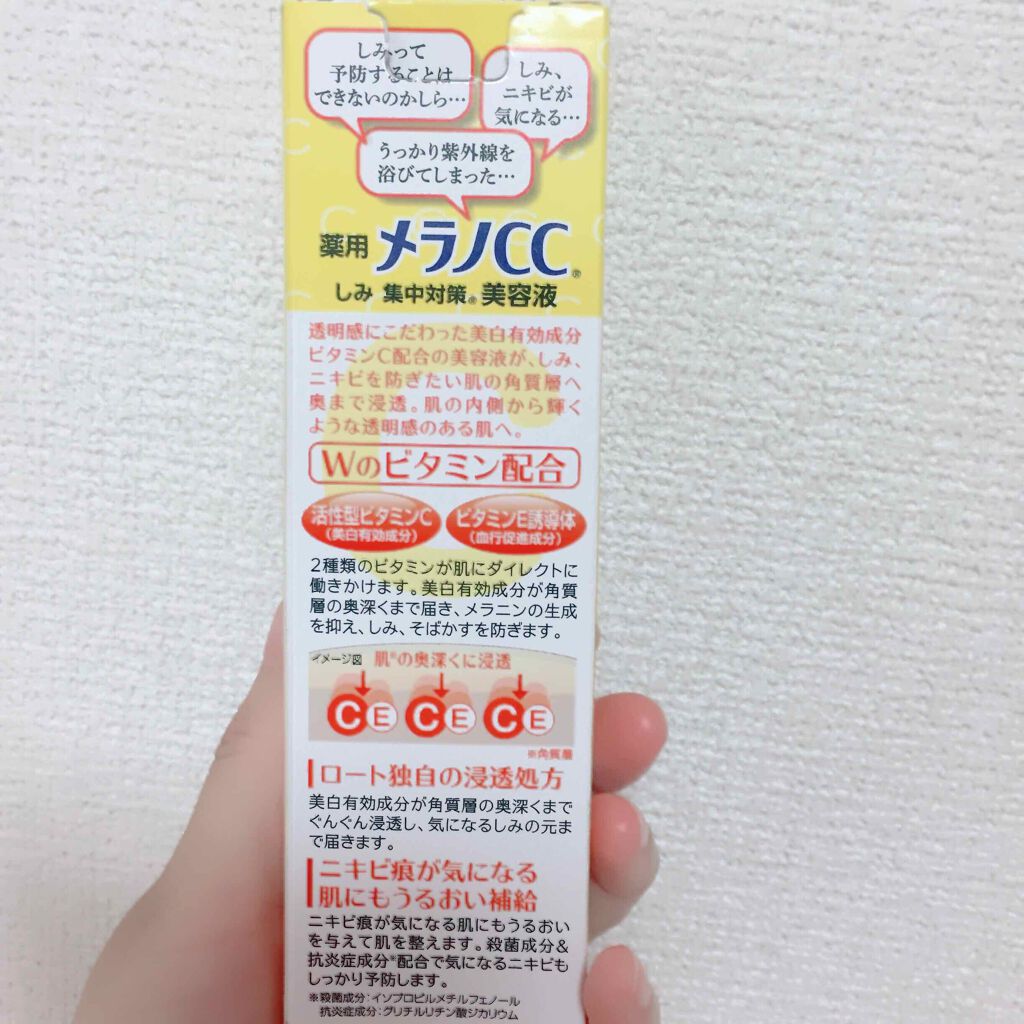 しみって
予防することは
できないのかしら…
しみ、
ニキビが
気になる…
うっかり紫外線を
浴びてしまった…
薬用 メラノCC®
しみ 集中対策® 美容液
透明感にこだわった美白有効成分
ビタミンC配合の美容液が、しみ、
ニキビを防ぎたい肌の角質層へ
奥まで浸透。肌の内側から輝く
ような透明感のある肌へ。
Wのビタミン配合
活性型ビタミンC
(美白有効成分)
ビタミンE誘導体
(血行促進成分)
2種類のビタミンが肌にダイレクトに
働きかけます。美白有効成分が角質
層の奥深くまで届き、メラニンの生成
を抑え、しみ、そばかすを防ぎます。
イメージ図 肌※の奥深くに浸透
C E C E C E
※角質層
ロート独自の浸透処方
美白有効成分が角質層の奥深くまで
ぐんぐん浸透し、気になるしみの元ま
で届きます。
ニキビ痕が気になる
肌にもうるおい補給
ニキビ痕が気になる肌にもうるおい
を与えて肌を整えます。殺菌成分&
抗炎症成分※配合で気になるニキビも
しっかり予防します。
※殺菌成分:イソプロピルメチルフェノール
抗炎症成分:グリチルリチン酸ジカリウム